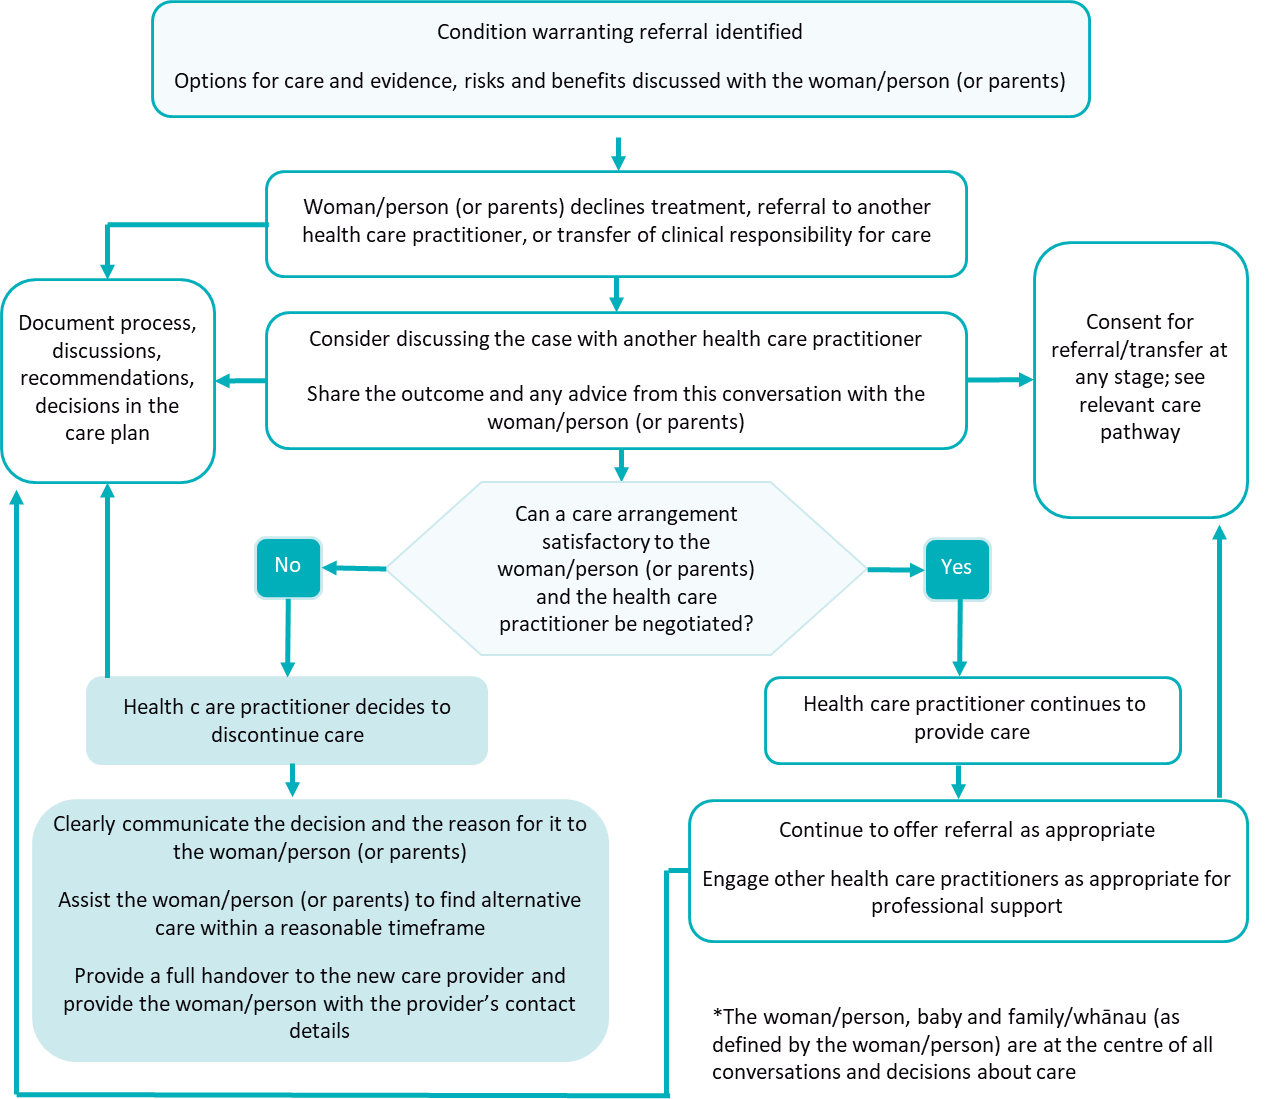 Condition warranting referral identified
Options for care and evidence, risks and benefits discussed with the woman/person (or parents)
Woman/person (or parents) declines treatment, referral to another
health care practitioner, or transfer of clinical responsibility for care
Document process,
discussions,
recommendations,
decisions in the
care plan
Consider discussing the case with another health care practitioner
Share the outcome and any advice from this conversation with the
woman/person (or parents)
Consent for
referral/transfer at
any stage; see
relevant care
pathway
Can a care arrangement
satisfactory to the
woman/person (or parents)
and the health care
practitioner be negotiated?
No
Yes
Health c are practitioner decides to
discontinue care
Health care practitioner continues to
provide care
Clearly communicate the decision and the reason for it to
the woman/person (or parents)
Assist the woman/person (or parents) to find alternative
care within a reasonable timeframe
Provide a full handover to the new care provider and
provide the woman/person with the provider’s contact
details
Continue to offer referral as appropriate
Engage other health care practitioners as appropriate for
professional support
*The woman/person, baby and family/whānau (as
defined by the woman/person) are at the centre of all
conversations and decisions about care